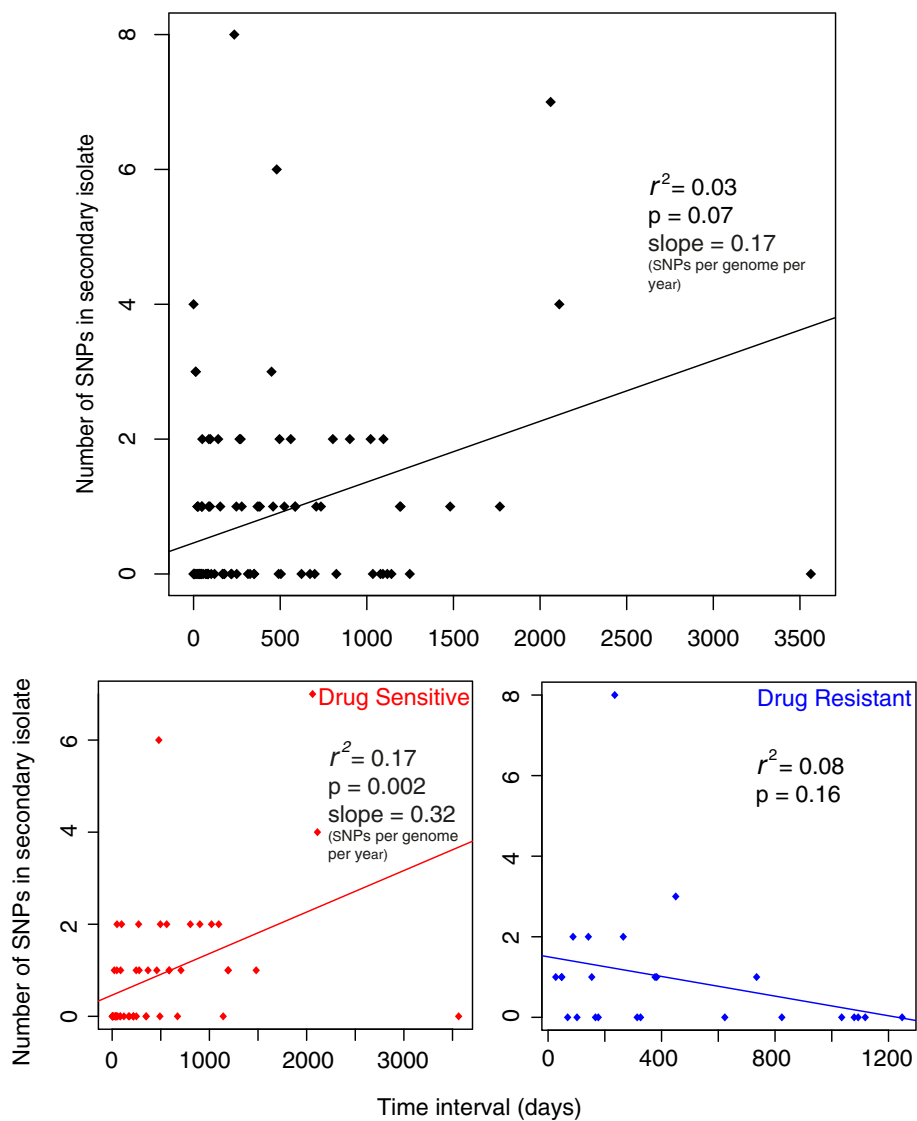 8
6
4
2
0
Number of SNPs in secondary isolate
r² = 0.03
p = 0.07
slope = 0.17
(SNPs per genome per
year)
0 500 1000 1500 2000 2500 3000 3500
Drug Sensitive
6
4
2
0
Number of SNPs in secondary isolate
r² = 0.17
p = 0.002
slope = 0.32
(SNPs per genome
per year)
0 1000 2000 3000
Drug Resistant
8
6
4
2
0
r² = 0.08
p = 0.16
0 400 800 1200
Time interval (days)